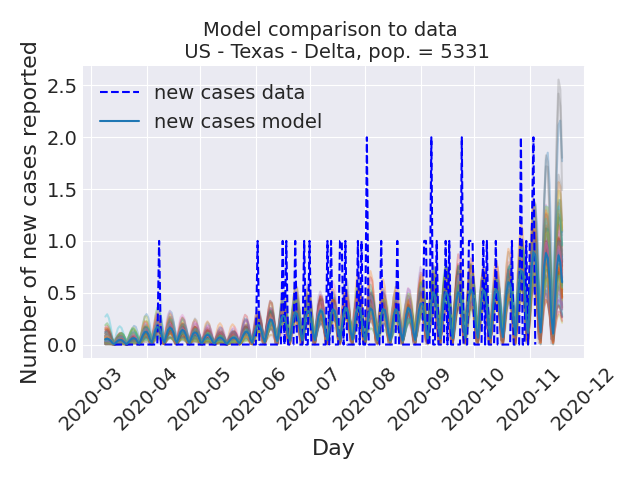 Model comparison to data
US - Texas - Delta, pop. = 5331
Number of new cases reported
2.5
2.0
1.5
1.0
0.5
0.0
new cases data
new cases model
2020-03
2020-04
2020-05
2020-06
2020-07
2020-08
2020-09
2020-10
2020-11
2020-12
Day